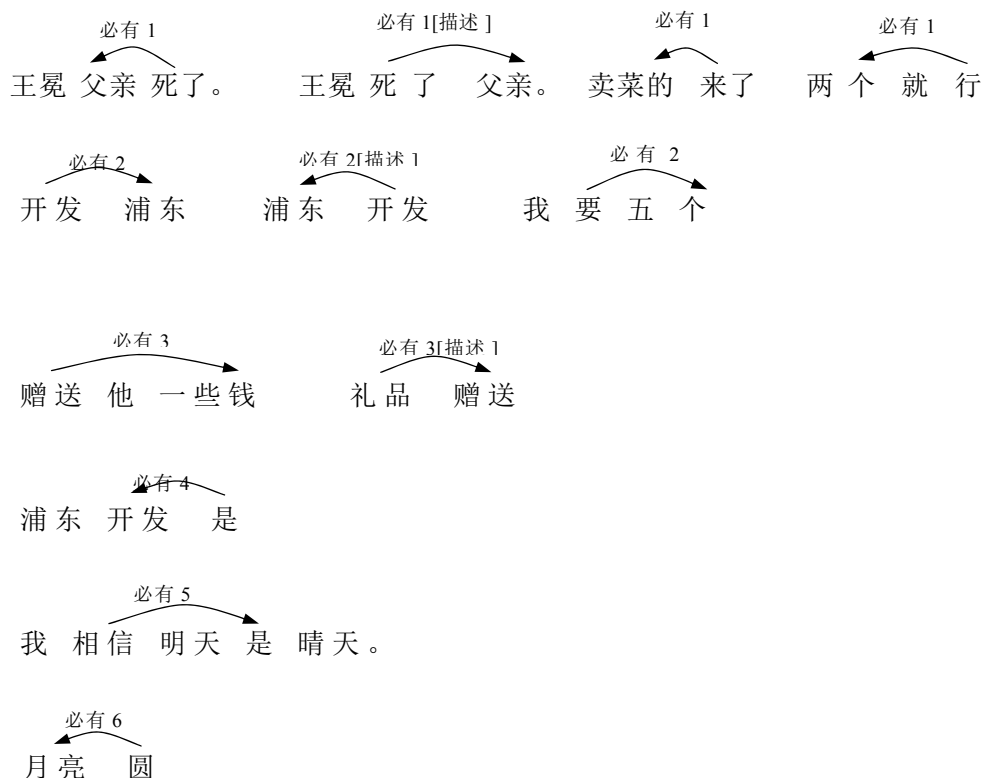 必有 1 必有 1[描述 ] 必有 1 必有 1
王冕 父亲 死了。 王冕 死 了 父亲。 卖菜的 来了 两 个 就 行
必有 2 必有 2[描述 ] 必 有 2
开发 浦东 浦东 开发 我 要 五 个
必有 3 必有 3[描述 ]
赠送 他 一些钱 礼品 赠送
必有 4
浦东 开发 是
必有 5
我 相信 明天 是 晴天。
必有 6
月亮 圆